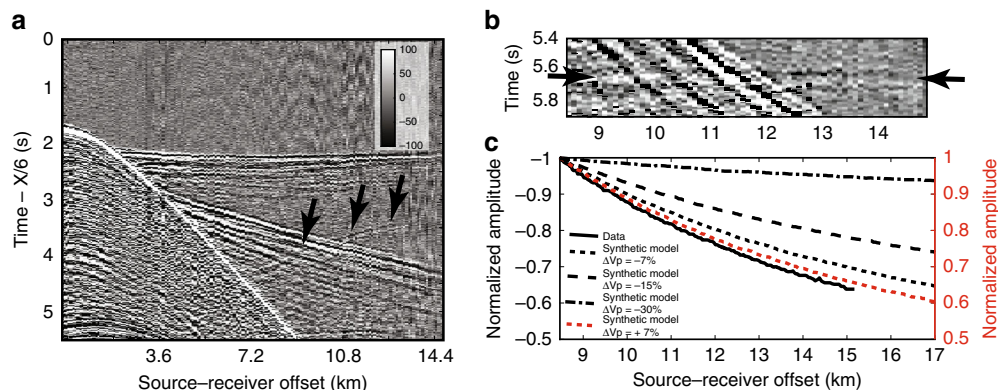 a
0
1
2
3
4
5
Time – X/6 (s)
100
50
0
−50
−100
3.6
7.2
10.8
14.4
Source–receiver offset (km)
b
5.4
5.6
5.8
Time (s)
9
10
11
12
13
14
c
−1
−0.9
−0.8
−0.7
−0.6
−0.5
Normalized amplitude
1
0.9
0.8
0.7
0.6
0.5
Normalized amplitude
Data
Synthetic model
ΔVp = −7%
Synthetic model
ΔVp = −15%
Synthetic model
ΔVp = −30%
Synthetic model
ΔVp = + 7%
9
10
11
12
13
14
15
16
17
Source–receiver offset (km)